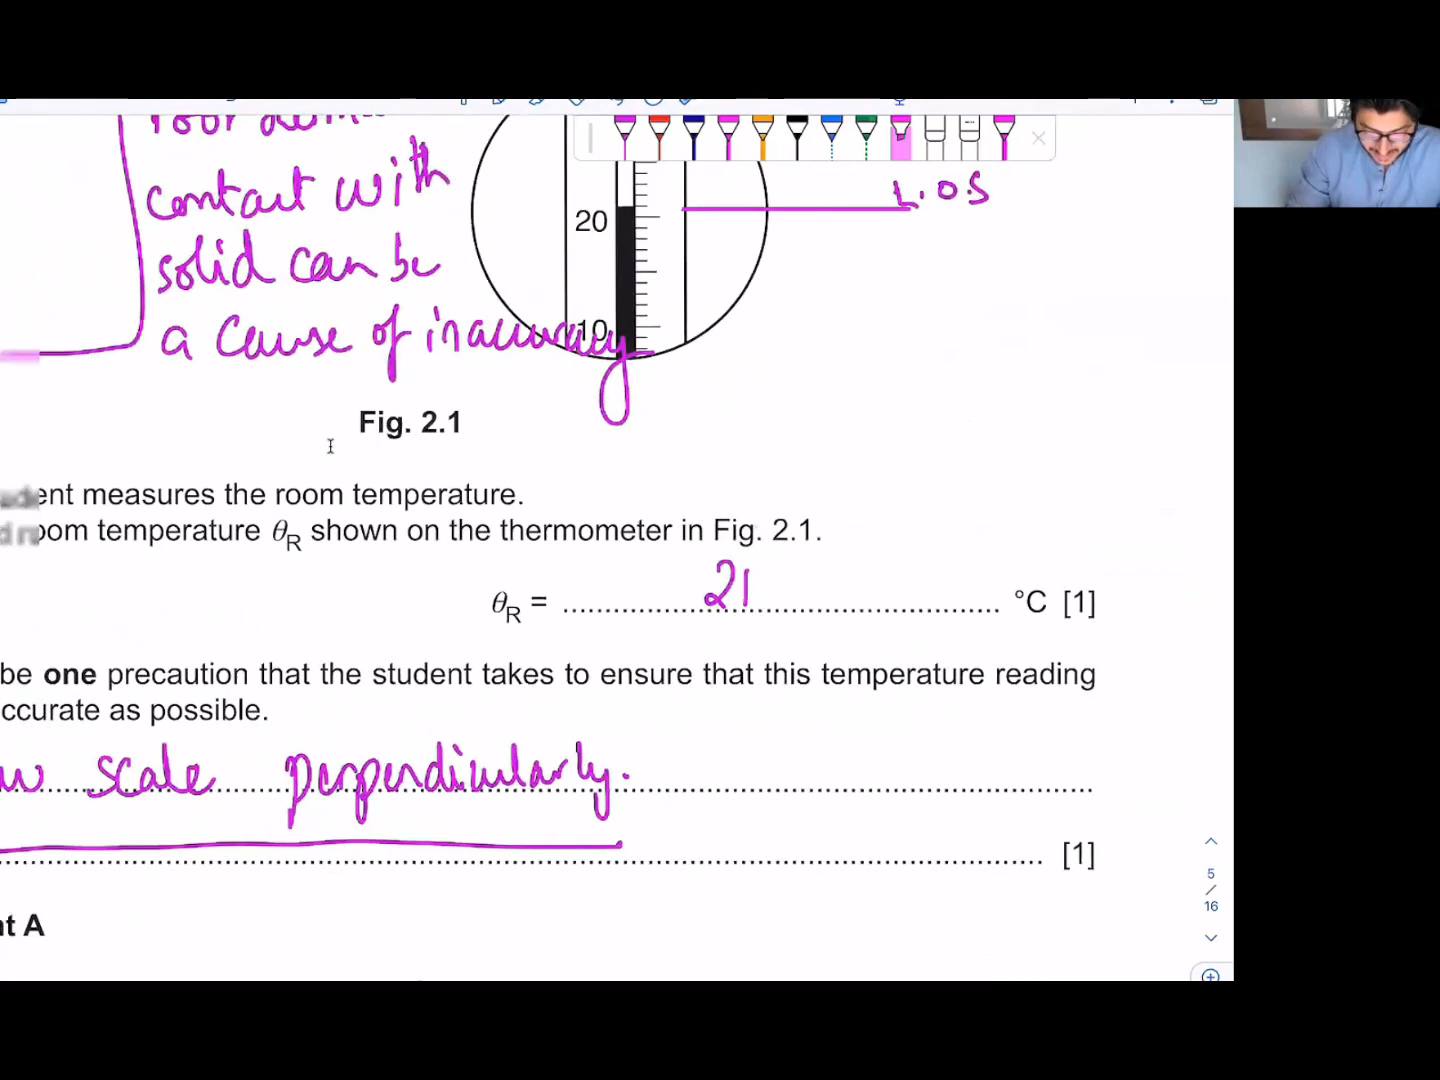 contact with
solid can be
a cause of inaccuracy
L.O.S
20
10
Fig. 2.1
ent measures the room temperature.
oom temperature θR shown on the thermometer in Fig. 2.1.
θR = 21 °C [1]
be one precaution that the student takes to ensure that this temperature reading
ccurate as possible.
w scale perpendicularly.
[1]
nt A
5
/
16